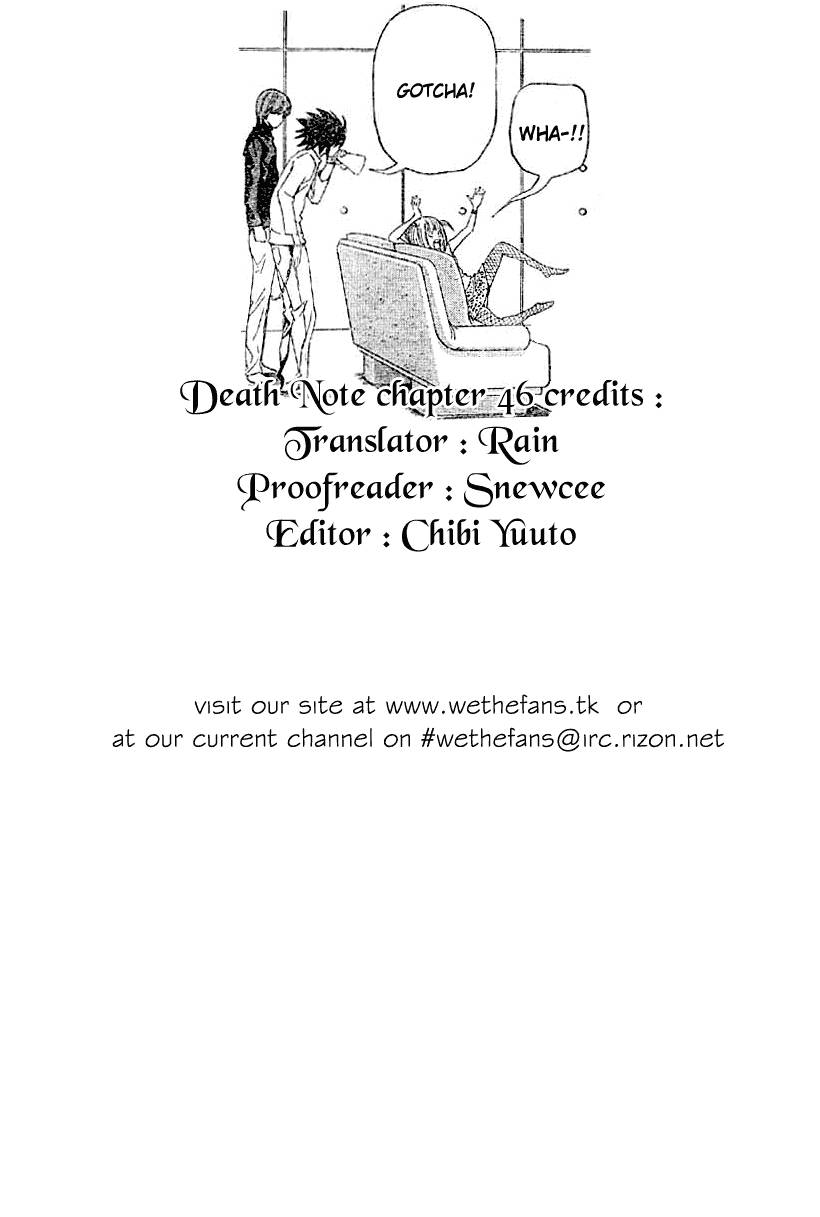 GOTCHA!
WHA-!!
Death Note chapter 46 credits :
Translator : Rain
Proofreader : Snewcee
Editor : Chibi Yuuto
visit our site at www.wethefans.tk or
at our current channel on #wethefans@irc.rizon.net